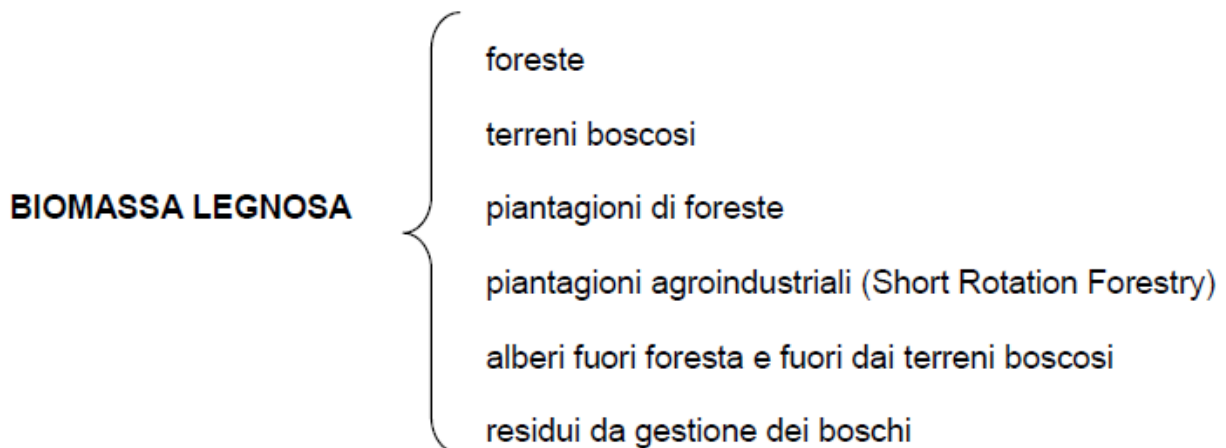 foreste
terreni boscosi
BIOMASSA LEGNOSA
piantagioni di foreste
piantagioni agroindustriali (Short Rotation Forestry)
alberi fuori foresta e fuori dai terreni boscosi
residui da gestione dei boschi